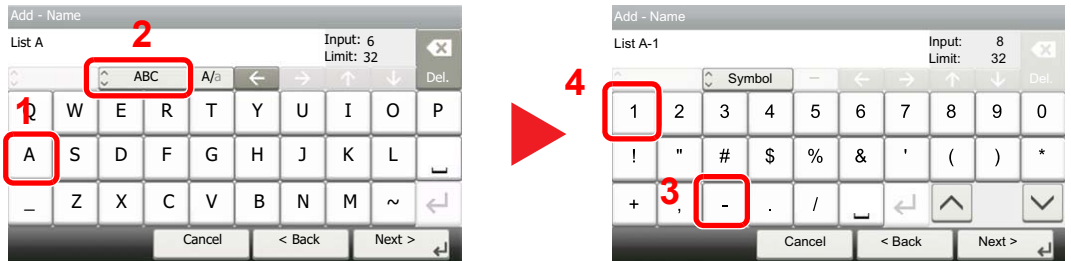 Add - Name
List A
Input: 6
Limit: 32
ABC A/a Del.
Q W E R T Y U I O P
A S D F G H J K L
_ Z X C V B N M ~
Cancel < Back Next >
1
2
Add - Name
List A-1
Input: 8
Limit: 32
Symbol Del.
1 2 3 4 5 6 7 8 9 0
! " # $ % & ' ( ) *
+ , - . /
Cancel < Back Next >
3
4